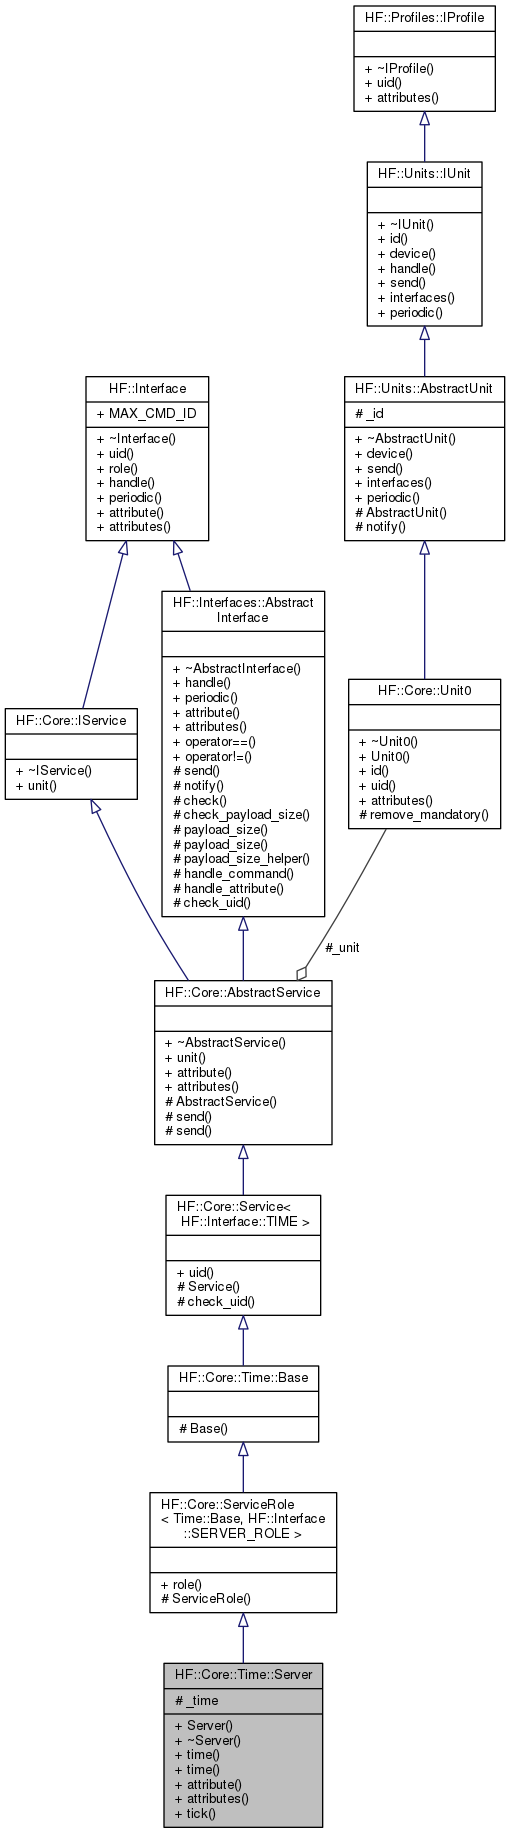 HF::Profiles::IProfile
+ ~IProfile()
+ uid()
+ attributes()
HF::Units::IUnit
+ ~IUnit()
+ id()
+ device()
+ handle()
+ send()
+ interfaces()
+ periodic()
HF::Interface
+ MAX_CMD_ID
+ ~Interface()
+ uid()
+ role()
+ handle()
+ periodic()
+ attribute()
+ attributes()
HF::Units::AbstractUnit
# _id
+ ~AbstractUnit()
+ device()
+ send()
+ interfaces()
+ periodic()
# AbstractUnit()
# notify()
HF::Interfaces::Abstract
Interface
+ ~AbstractInterface()
+ handle()
+ periodic()
+ attribute()
+ attributes()
+ operator==()
+ operator!=()
# send()
# notify()
# check()
# check_payload_size()
# payload_size()
# payload_size()
# payload_size_helper()
# handle_command()
# handle_attribute()
# check_uid()
HF::Core::IService
+ ~IService()
+ unit()
HF::Core::Unit0
+ ~Unit0()
+ Unit0()
+ id()
+ uid()
+ attributes()
# remove_mandatory()
#_unit
HF::Core::AbstractService
+ ~AbstractService()
+ unit()
+ attribute()
+ attributes()
# AbstractService()
# send()
# send()
HF::Core::Service<
HF::Interface::TIME >
+ uid()
# Service()
# check_uid()
HF::Core::Time::Base
# Base()
HF::Core::ServiceRole
< Time::Base, HF::Interface
::SERVER_ROLE >
+ role()
# ServiceRole()
HF::Core::Time::Server
# _time
+ Server()
+ ~Server()
+ time()
+ time()
+ attribute()
+ attributes()
+ tick()